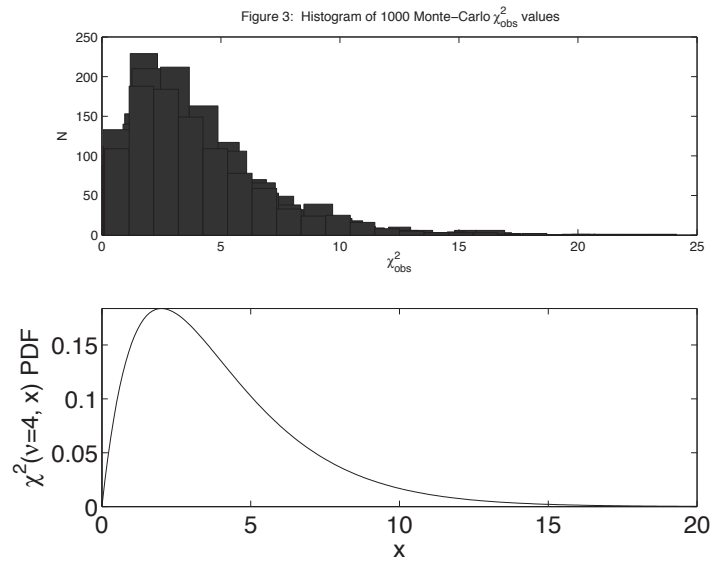 Figure 3: Histogram of 1000 Monte−Carlo χ²obs values
250
200
150
100
50
0
N
0 5 10 15 20 25
χ²obs
0.15
0.1
0.05
0
χ²(ν=4, x) PDF
0 5 10 15 20
x